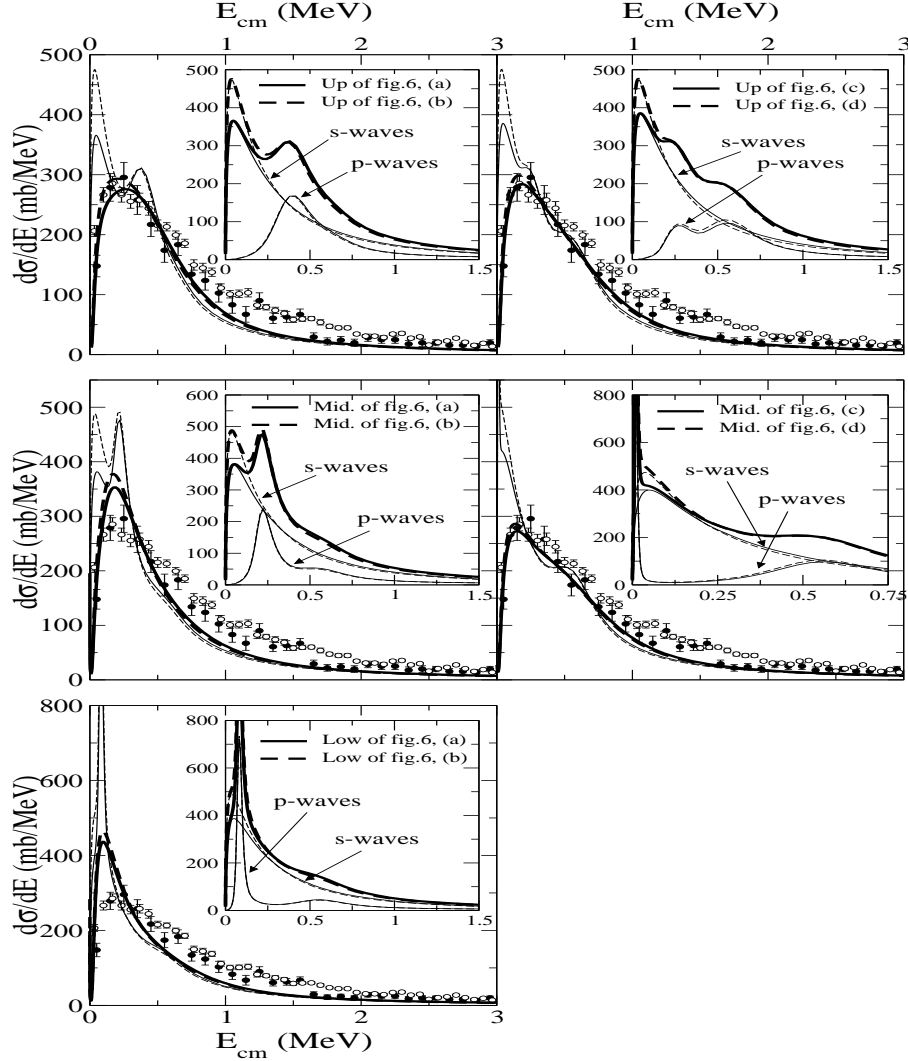 E_cm (MeV) E_cm (MeV)
0 1 2 3 1 2 3
dσ/dE (mb/MeV)
500
400
300
200
100
0
500
400
300
200
100
0
0 0.5 1 1.5
Up of fig.6, (a)
Up of fig.6, (b)
s-waves
p-waves
500
400
300
200
100
0
0 0.5 1 1.5
Up of fig.6, (c)
Up of fig.6, (d)
s-waves
p-waves
dσ/dE (mb/MeV)
500
400
300
200
100
0
600
500
400
300
200
100
0
0 0.5 1 1.5
Mid. of fig.6, (a)
Mid. of fig.6, (b)
s-waves
p-waves
800
600
400
200
0
0 0.25 0.5 0.75
Mid. of fig.6, (c)
Mid. of fig.6, (d)
s-waves
p-waves
0 1 2 3
dσ/dE (mb/MeV)
800
600
400
200
0
800
600
400
200
0
0 0.5 1 1.5
Low of fig.6, (a)
Low of fig.6, (b)
p-waves
s-waves
0 1 2 3
E_cm (MeV)